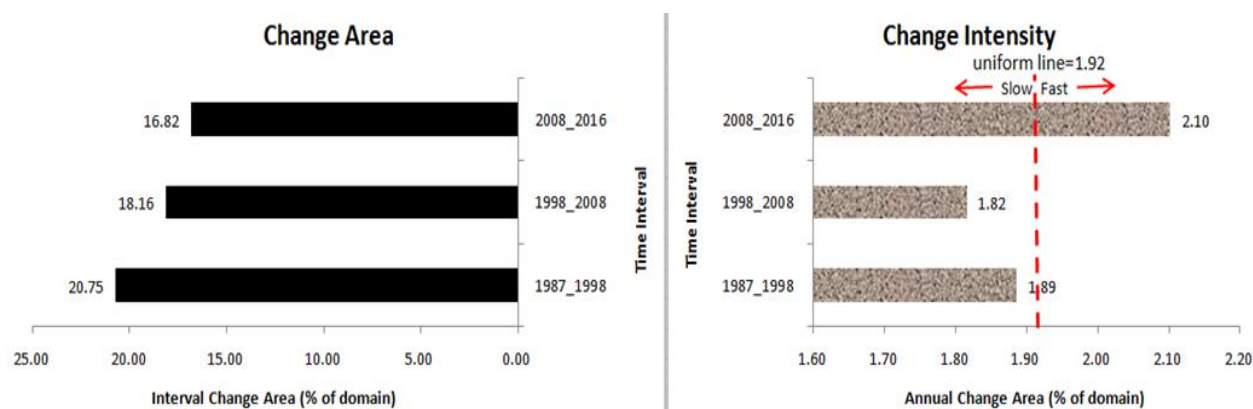 Change Area
16.82
2008_2016
18.16
1998_2008
20.75
1987_1998
Time Interval
25.00 20.00 15.00 10.00 5.00 0.00
Interval Change Area (% of domain)
Change Intensity
uniform line=1.92
Slow Fast
2008_2016
2.10
1998_2008
1.82
1987_1998
1.89
Time Interval
1.60 1.70 1.80 1.90 2.00 2.10 2.20
Annual Change Area (% of domain)